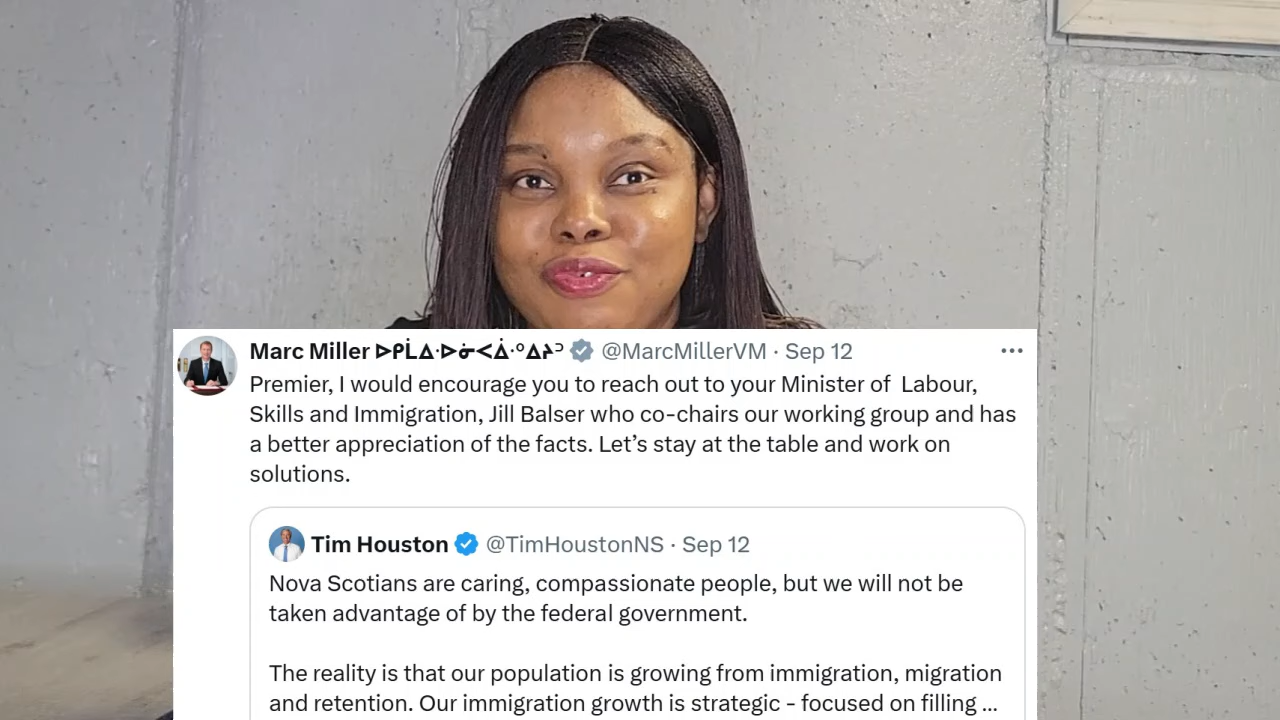 Marc Miller ᐅᑭᒫᐃᐧᐅᓃᐸᐄᐧᐤᐃᔨᐣ @MarcMillerVM · Sep 12
Premier, I would encourage you to reach out to your Minister of Labour,
Skills and Immigration, Jill Balser who co-chairs our working group and has
a better appreciation of the facts. Let’s stay at the table and work on
solutions.
Tim Houston @TimHoustonNS · Sep 12
Nova Scotians are caring, compassionate people, but we will not be
taken advantage of by the federal government.
The reality is that our population is growing from immigration, migration
and retention. Our immigration growth is strategic - focused on filling ...